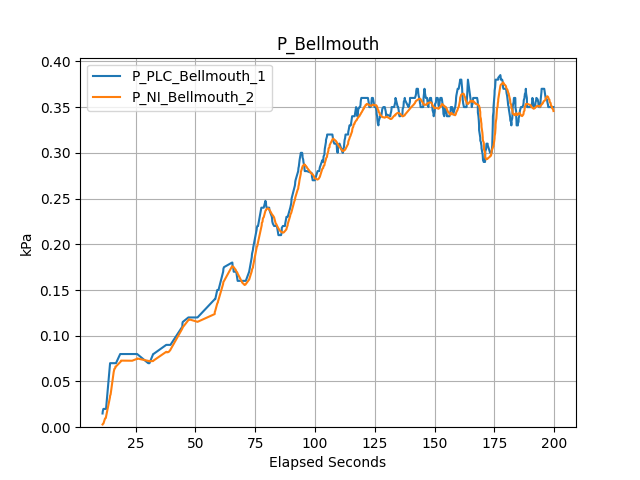 P_Bellmouth
P_PLC_Bellmouth_1
P_NI_Bellmouth_2
0.40
0.35
0.30
0.25
0.20
0.15
0.10
0.05
0.00
kPa
25 50 75 100 125 150 175 200
Elapsed Seconds